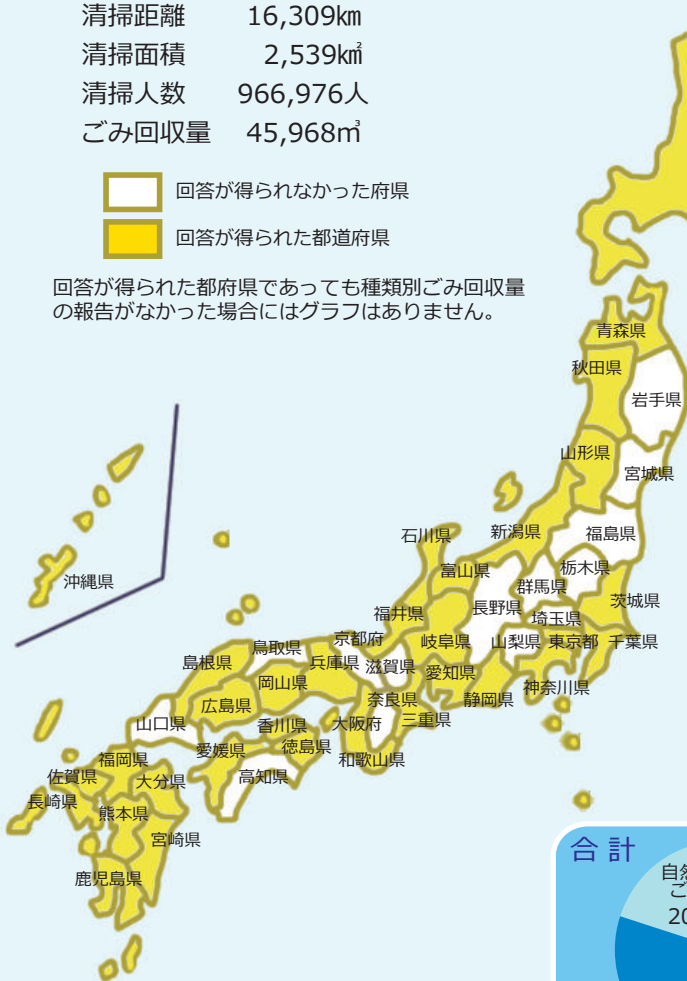 清掃距離 16,309㎞
清掃面積 2,539㎢
清掃人数 966,976人
ごみ回収量 45,968㎥
回答が得られなかった府県
回答が得られた都道府県
回答が得られた都府県であっても種類別ごみ回収量
の報告がなかった場合にはグラフはありません。
青森県
秋田県
岩手県
山形県
宮城県
石川県
新潟県
福島県
富山県
栃木県
群馬県
沖縄県
茨城県
長野県
福井県
埼玉県
京都府
鳥取県
岐阜県
山梨県
東京都
千葉県
島根県
兵庫県
滋賀県
愛知県
岡山県
神奈川県
奈良県
静岡県
広島県
山口県
香川県
大阪府
三重県
愛媛県
徳島県
福岡県
和歌山県
佐賀県
大分県
高知県
長崎県
熊本県
宮崎県
鹿児島県
合計
自然
ご
20